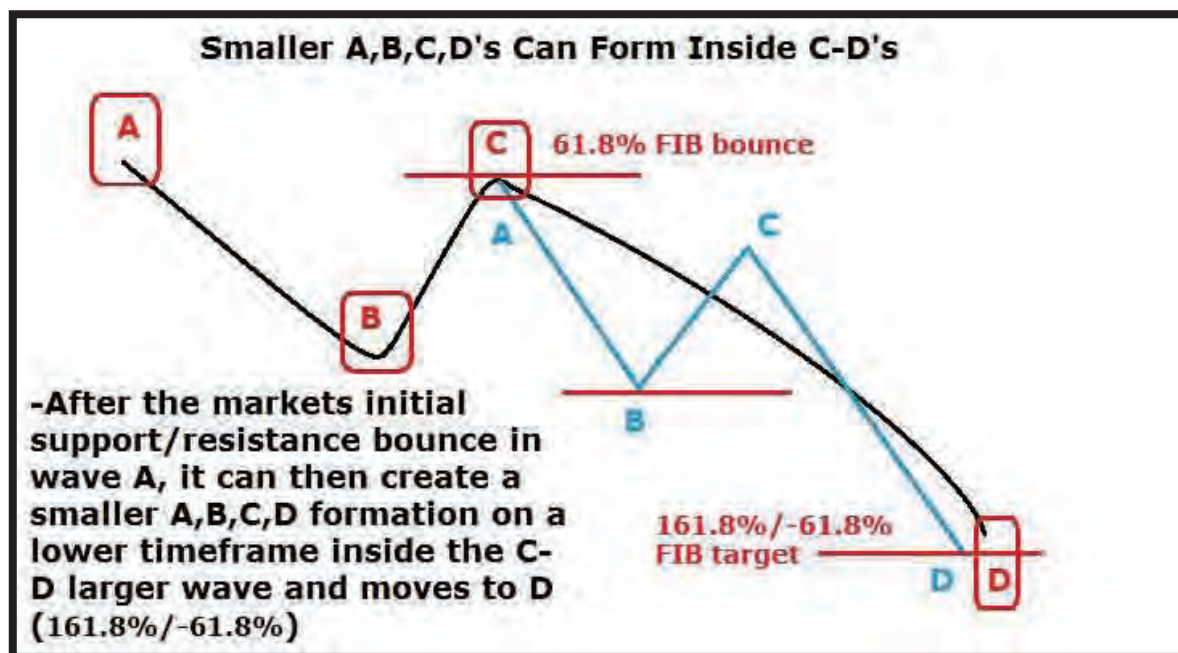 Smaller A,B,C,D's Can Form Inside C-D's
A
C
61.8% FIB bounce
A
C
B
B
-After the markets initial
support/resistance bounce in
wave A, it can then create a
smaller A,B,C,D formation on a
lower timeframe inside the C-
D larger wave and moves to D
(161.8%/-61.8%)
161.8%/-61.8%
FIB target
D
D